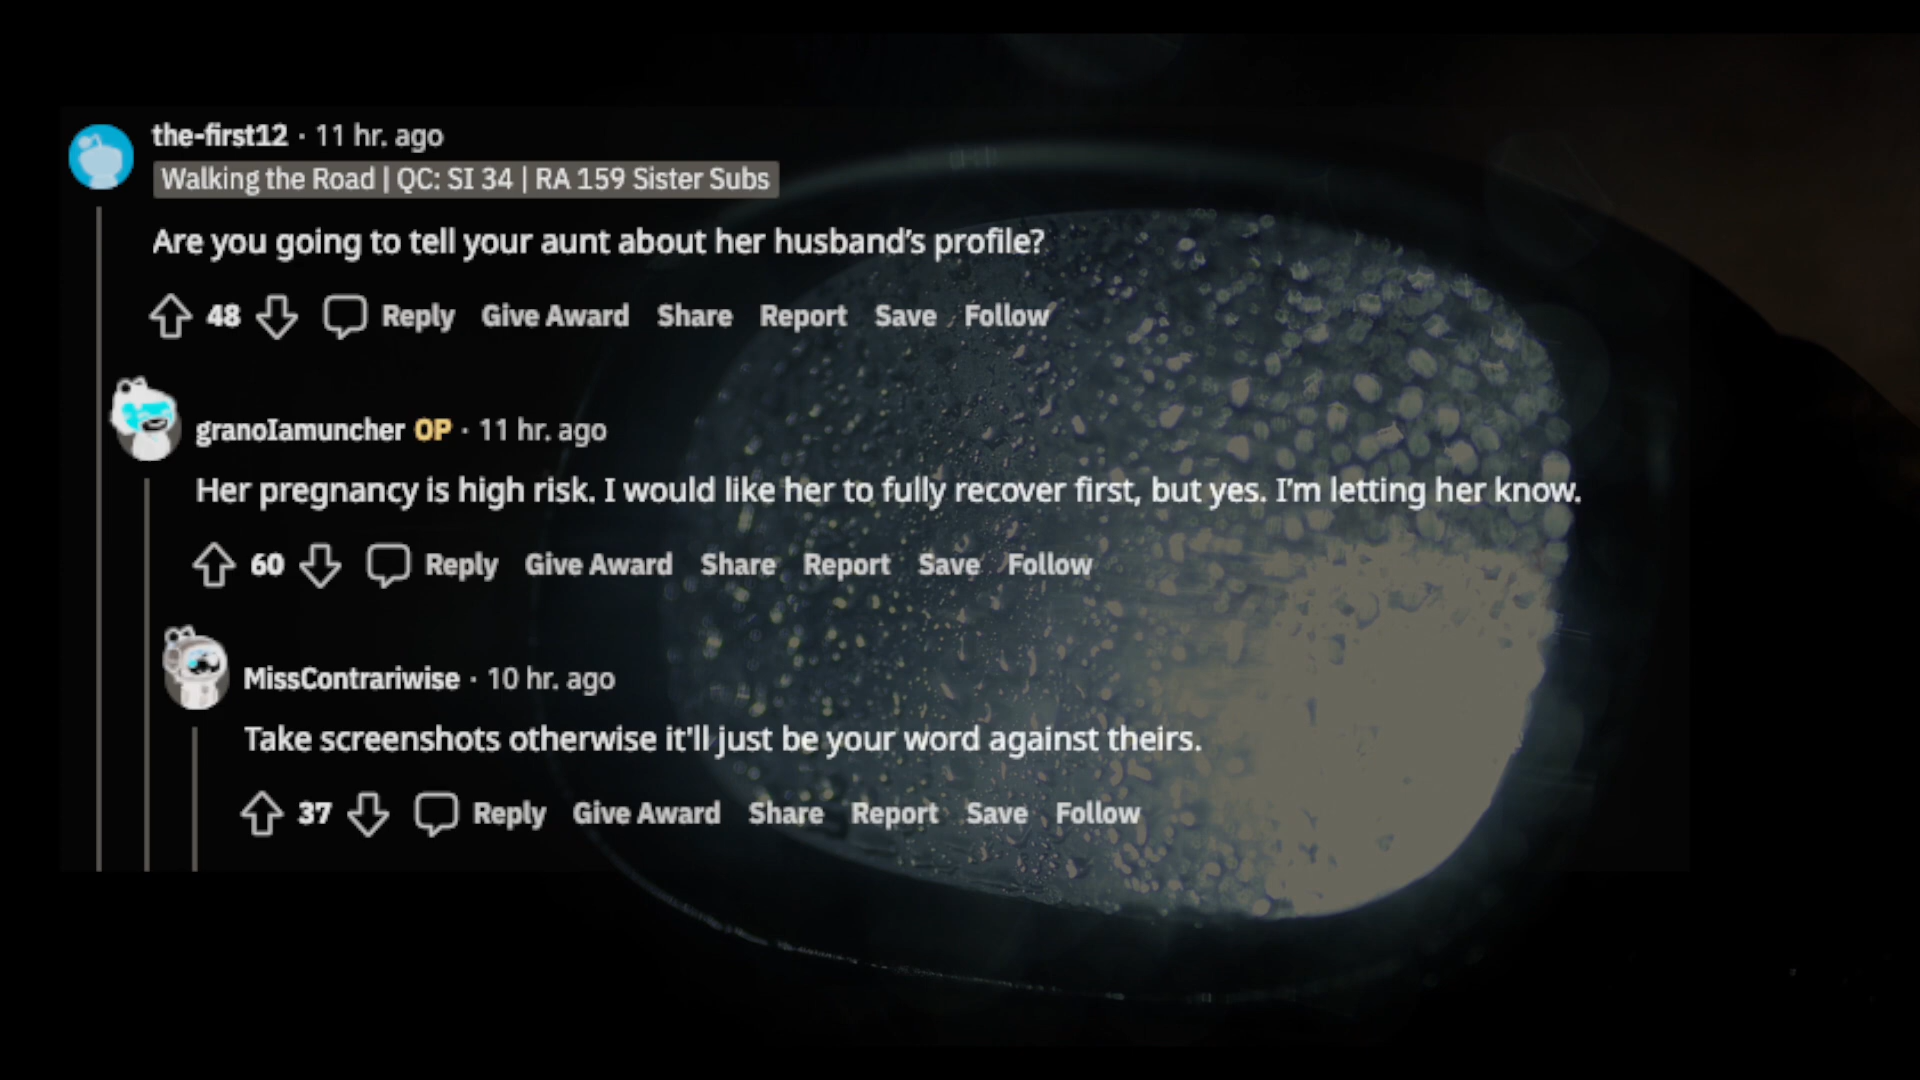 the-first12 · 11 hr. ago
Walking the Road | QC: SI 34 | RA 159 Sister Subs
Are you going to tell your aunt about her husband's profile?
48 Reply Give Award Share Report Save Follow
granoIamuncher OP · 11 hr. ago
Her pregnancy is high risk. I would like her to fully recover first, but yes. I'm letting her know.
60 Reply Give Award Share Report Save Follow
MissContrariwise · 10 hr. ago
Take screenshots otherwise it'll just be your word against theirs.
37 Reply Give Award Share Report Save Follow